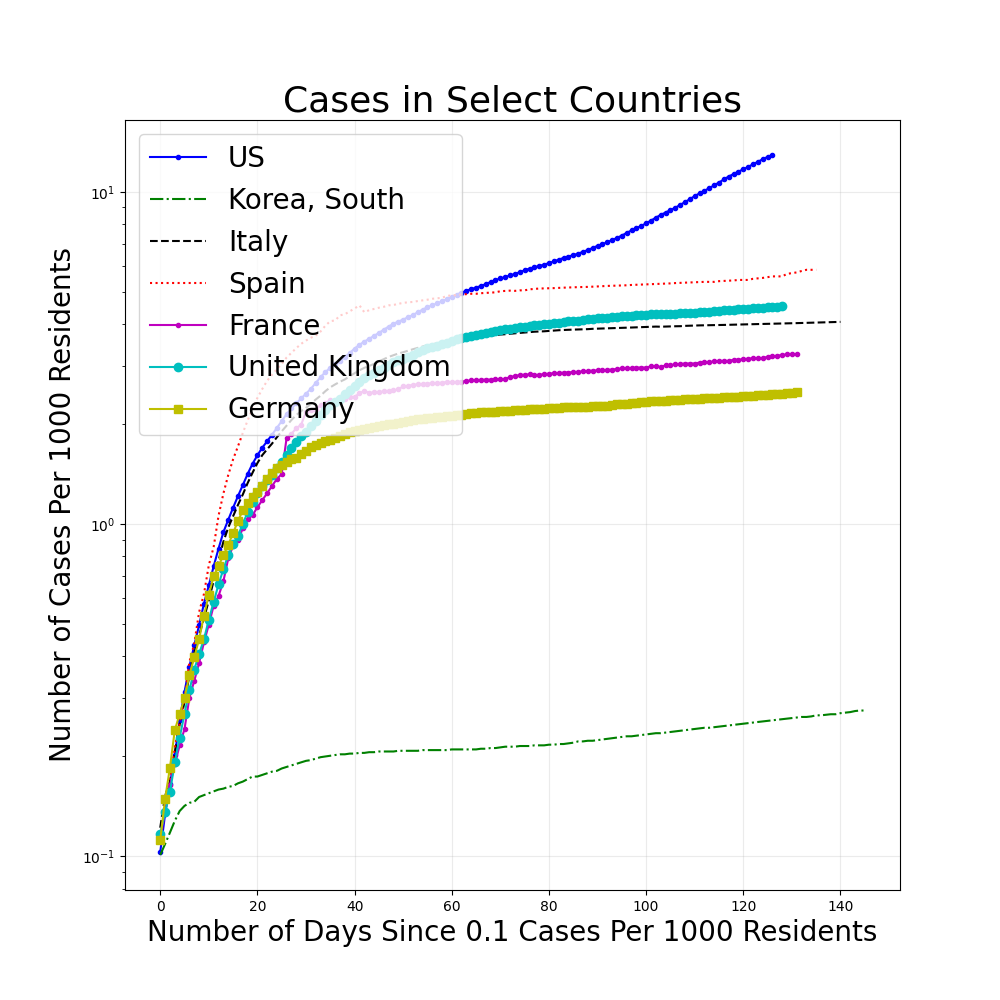 Cases in Select Countries
US
Korea, South
Italy
Spain
France
United Kingdom
Germany
Number of Cases Per 1000 Residents
10¹
10⁰
10⁻¹
0 20 40 60 80 100 120 140
Number of Days Since 0.1 Cases Per 1000 Residents